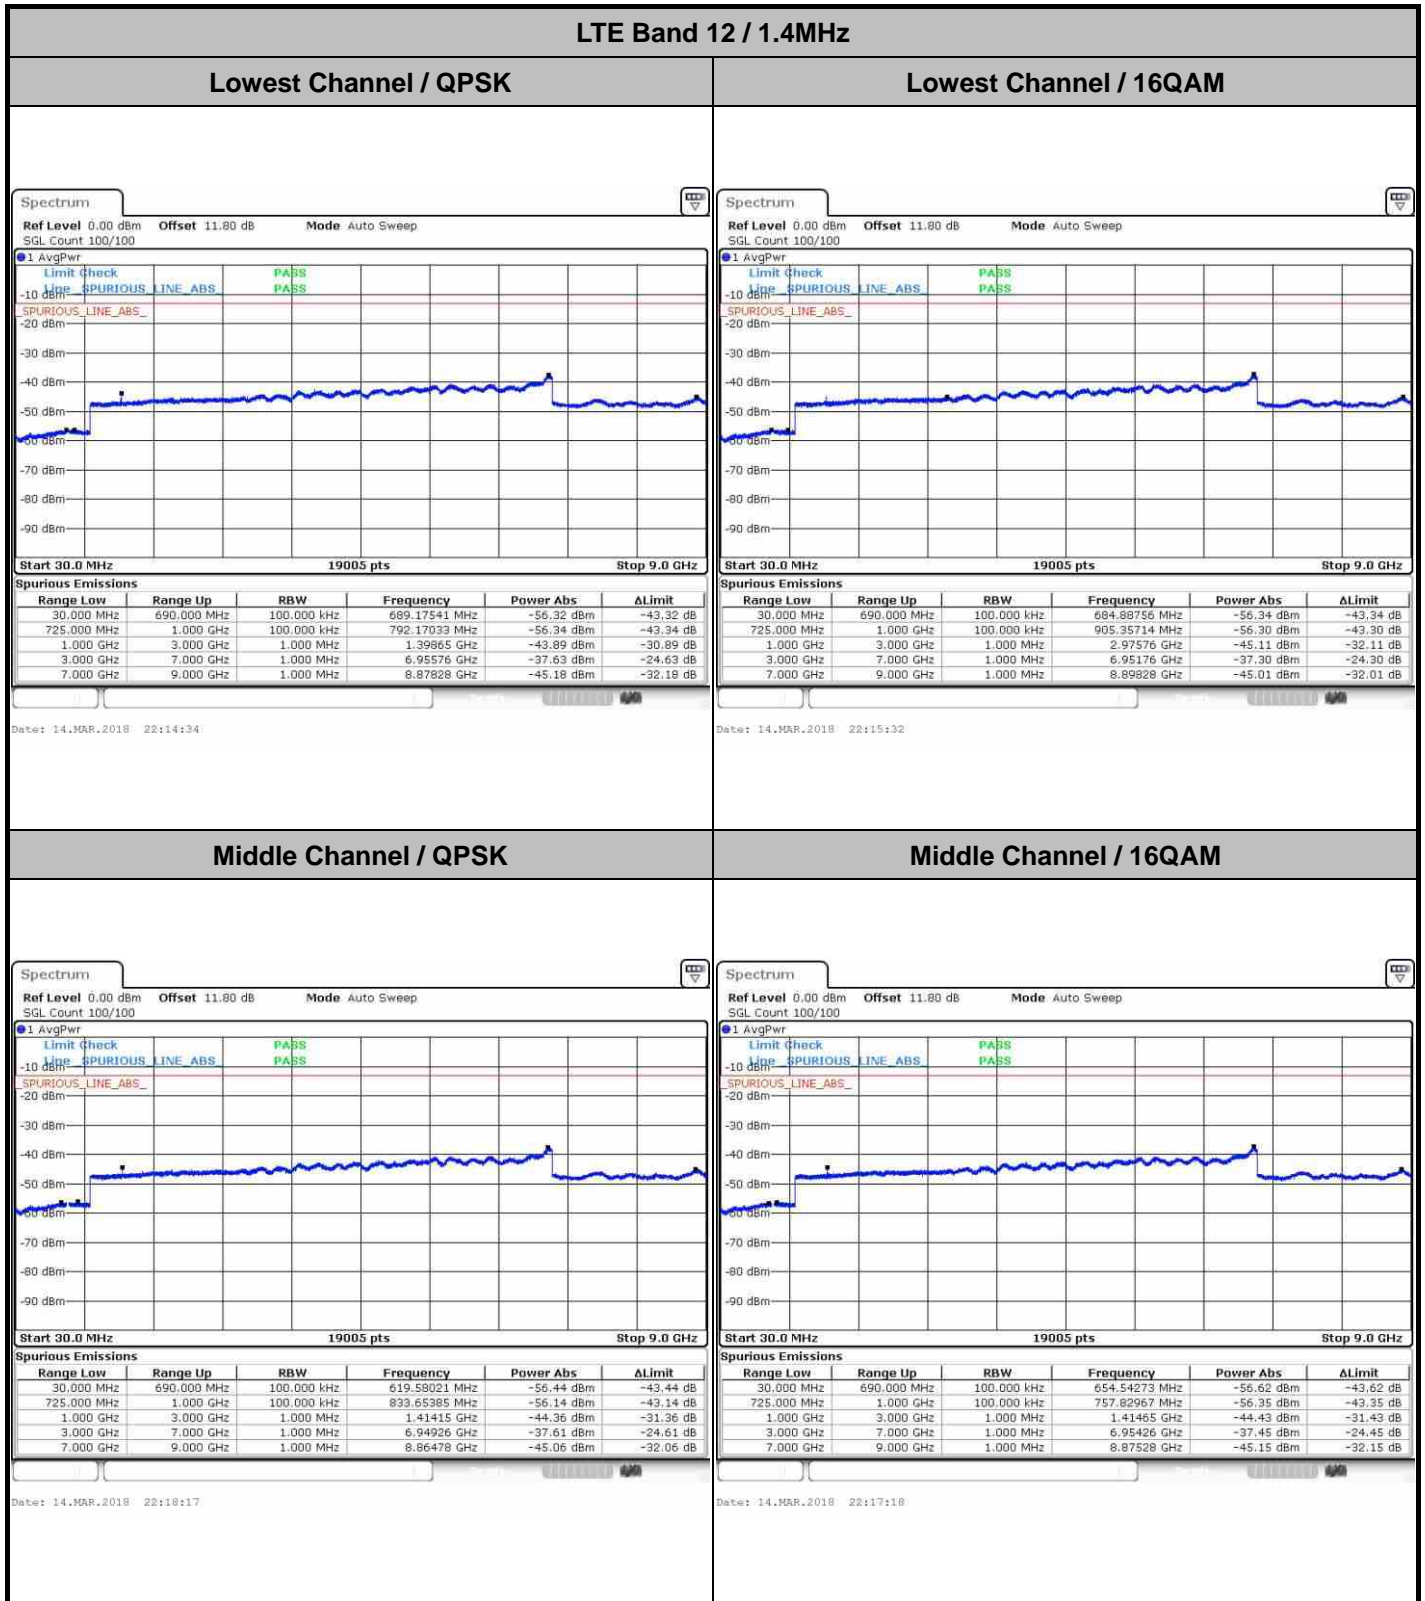 LTE Band 12 / 1.4MHz
Lowest Channel / QPSK
Lowest Channel / 16QAM
Spectrum
Ref Level 0.00 dBm Offset 11.80 dB Mode Auto Sweep
SGL Count 100/100
1 AvgPwr
Limit Check PASS
Line _SPURIOUS_LINE_ABS_ PASS
-10 dBm
_SPURIOUS_LINE_ABS_
-20 dBm
-30 dBm
-40 dBm
-50 dBm
-60 dBm
-70 dBm
-80 dBm
-90 dBm
Start 30.0 MHz 19005 pts Stop 9.0 GHz
Spurious Emissions
Range Low Range Up RBW Frequency Power Abs ΔLimit
30.000 MHz 690.000 MHz 100.000 kHz 689.17541 MHz -56.32 dBm -43.32 dB
725.000 MHz 1.000 GHz 100.000 kHz 792.17033 MHz -56.34 dBm -43.34 dB
1.000 GHz 3.000 GHz 1.000 MHz 1.39865 GHz -43.89 dBm -30.89 dB
3.000 GHz 7.000 GHz 1.000 MHz 6.95576 GHz -37.63 dBm -24.63 dB
7.000 GHz 9.000 GHz 1.000 MHz 8.87828 GHz -45.18 dBm -32.18 dB
Date: 14.MAR.2018 22:14:34
Spectrum
Ref Level 0.00 dBm Offset 11.80 dB Mode Auto Sweep
SGL Count 100/100
1 AvgPwr
Limit Check PASS
Line _SPURIOUS_LINE_ABS_ PASS
-10 dBm
_SPURIOUS_LINE_ABS_
-20 dBm
-30 dBm
-40 dBm
-50 dBm
-60 dBm
-70 dBm
-80 dBm
-90 dBm
Start 30.0 MHz 19005 pts Stop 9.0 GHz
Spurious Emissions
Range Low Range Up RBW Frequency Power Abs ΔLimit
30.000 MHz 690.000 MHz 100.000 kHz 684.88756 MHz -56.34 dBm -43.34 dB
725.000 MHz 1.000 GHz 100.000 kHz 905.35714 MHz -56.30 dBm -43.30 dB
1.000 GHz 3.000 GHz 1.000 MHz 2.97576 GHz -45.11 dBm -32.11 dB
3.000 GHz 7.000 GHz 1.000 MHz 6.95176 GHz -37.30 dBm -24.30 dB
7.000 GHz 9.000 GHz 1.000 MHz 8.89828 GHz -45.01 dBm -32.01 dB
Date: 14.MAR.2018 22:15:32
Middle Channel / QPSK
Middle Channel / 16QAM
Spectrum
Ref Level 0.00 dBm Offset 11.80 dB Mode Auto Sweep
SGL Count 100/100
1 AvgPwr
Limit Check PASS
Line _SPURIOUS_LINE_ABS_ PASS
-10 dBm
_SPURIOUS_LINE_ABS_
-20 dBm
-30 dBm
-40 dBm
-50 dBm
-60 dBm
-70 dBm
-80 dBm
-90 dBm
Start 30.0 MHz 19005 pts Stop 9.0 GHz
Spurious Emissions
Range Low Range Up RBW Frequency Power Abs ΔLimit
30.000 MHz 690.000 MHz 100.000 kHz 619.58021 MHz -56.44 dBm -43.44 dB
725.000 MHz 1.000 GHz 100.000 kHz 833.65385 MHz -56.14 dBm -43.14 dB
1.000 GHz 3.000 GHz 1.000 MHz 1.41415 GHz -44.36 dBm -31.36 dB
3.000 GHz 7.000 GHz 1.000 MHz 6.94926 GHz -37.61 dBm -24.61 dB
7.000 GHz 9.000 GHz 1.000 MHz 8.86478 GHz -45.06 dBm -32.06 dB
Date: 14.MAR.2018 22:18:17
Spectrum
Ref Level 0.00 dBm Offset 11.80 dB Mode Auto Sweep
SGL Count 100/100
1 AvgPwr
Limit Check PASS
Line _SPURIOUS_LINE_ABS_ PASS
-10 dBm
_SPURIOUS_LINE_ABS_
-20 dBm
-30 dBm
-40 dBm
-50 dBm
-60 dBm
-70 dBm
-80 dBm
-90 dBm
Start 30.0 MHz 19005 pts Stop 9.0 GHz
Spurious Emissions
Range Low Range Up RBW Frequency Power Abs ΔLimit
30.000 MHz 690.000 MHz 100.000 kHz 654.54273 MHz -56.62 dBm -43.62 dB
725.000 MHz 1.000 GHz 100.000 kHz 757.82967 MHz -56.35 dBm -43.35 dB
1.000 GHz 3.000 GHz 1.000 MHz 1.41465 GHz -44.43 dBm -31.43 dB
3.000 GHz 7.000 GHz 1.000 MHz 6.95426 GHz -37.45 dBm -24.45 dB
7.000 GHz 9.000 GHz 1.000 MHz 8.87528 GHz -45.15 dBm -32.15 dB
Date: 14.MAR.2018 22:17:18